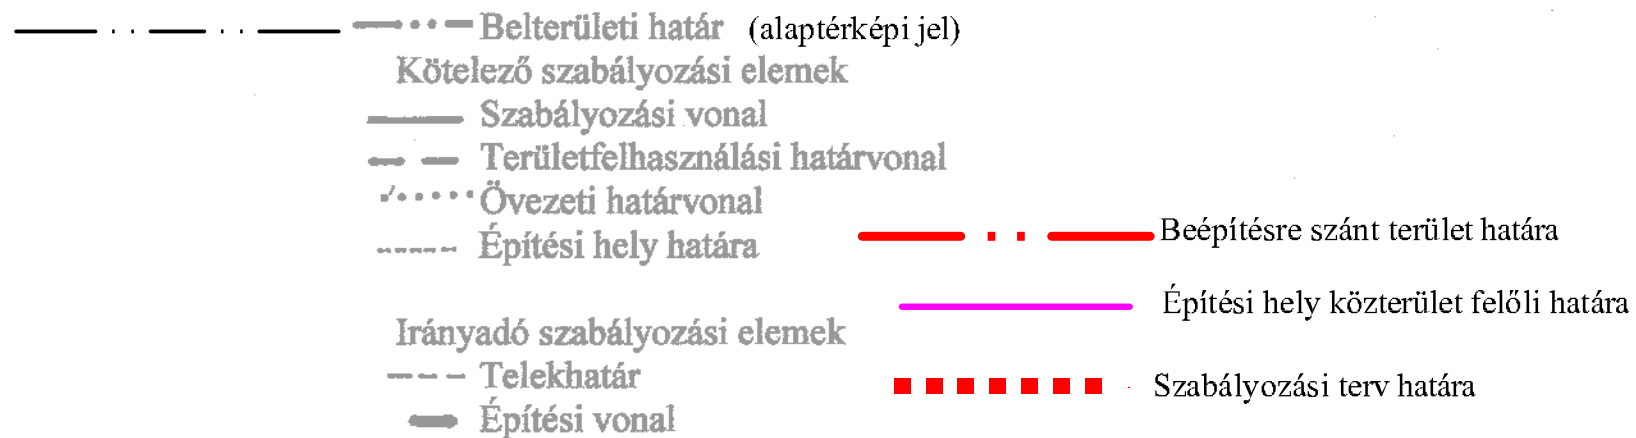 Belterületi határ (alaptérképi jel)
Kötelező szabályozási elemek
Szabályozási vonal
Területfelhasználási határvonal
Övezeti határvonal
Építési hely határa
Irányadó szabályozási elemek
Telekhatár
Építési vonal
Beépítésre szánt terület határa
Építési hely közterület felőli határa
Szabályozási terv határa